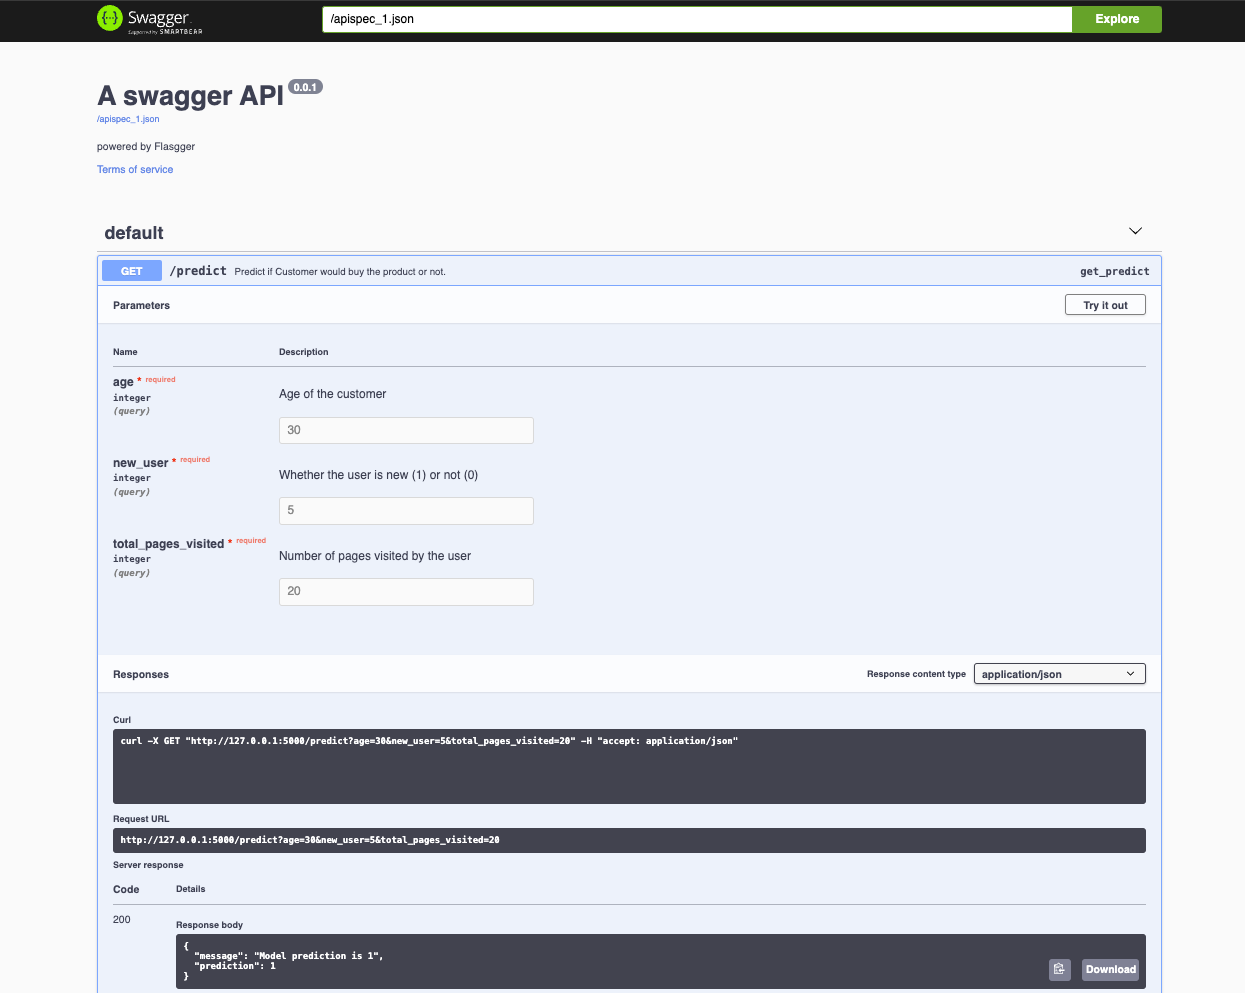 Swagger
Supported by SMARTBEAR
/apispec_1.json
Explore
A swagger API 0.0.1
/apispec_1.json
powered by Flasgger
Terms of service
default
GET /predict Predict if Customer would buy the product or not. get_predict
Parameters
Try it out
Name Description
age * required
integer
(query)
Age of the customer
30
new_user * required
integer
(query)
Whether the user is new (1) or not (0)
5
total_pages_visited * required
integer
(query)
Number of pages visited by the user
20
Responses
Response content type application/json
Curl
curl -X GET "http://127.0.0.1:5000/predict?age=30&new_user=5&total_pages_visited=20" -H "accept: application/json"
Request URL
http://127.0.0.1:5000/predict?age=30&new_user=5&total_pages_visited=20
Server response
Code Details
200
Response body
{
"message": "Model prediction is 1",
"prediction": 1
}
Download